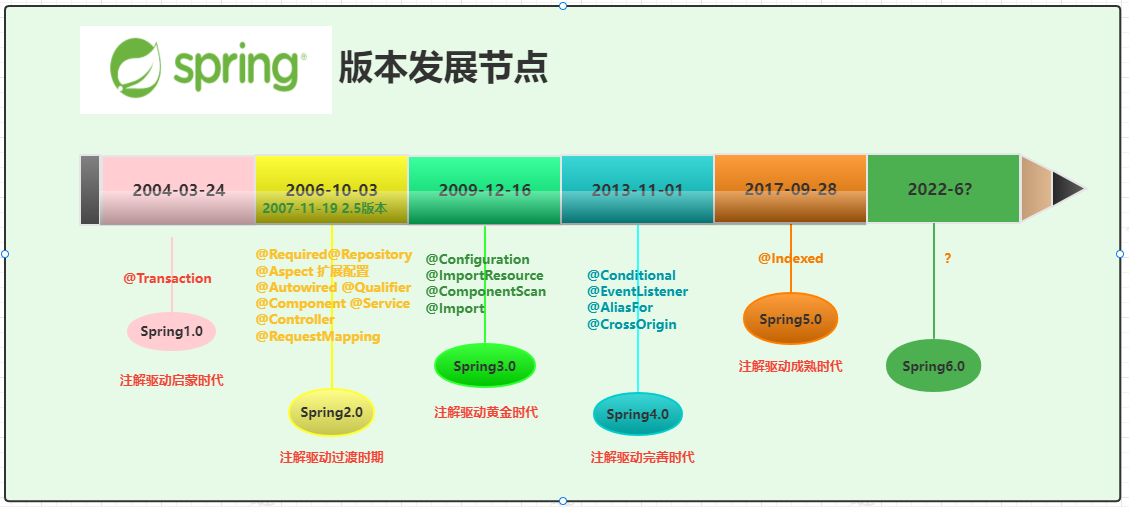 spring®
版本发展节点
2004-03-24
2006-10-03
2007-11-19 2.5版本
2009-12-16
2013-11-01
2017-09-28
2022-6?
@Transaction
Spring1.0
注解驱动启蒙时代
@Required@Repository
@Aspect 扩展配置
@Autowired @Qualifier
@Component @Service
@Controller
@RequestMapping
Spring2.0
注解驱动过渡时期
@Configuration
@ImportResource
@ComponentScan
@Import
Spring3.0
注解驱动黄金时代
@Conditional
@EventListener
@AliasFor
@CrossOrigin
Spring4.0
注解驱动完善时代
@Indexed
Spring5.0
注解驱动成熟时代
?
Spring6.0